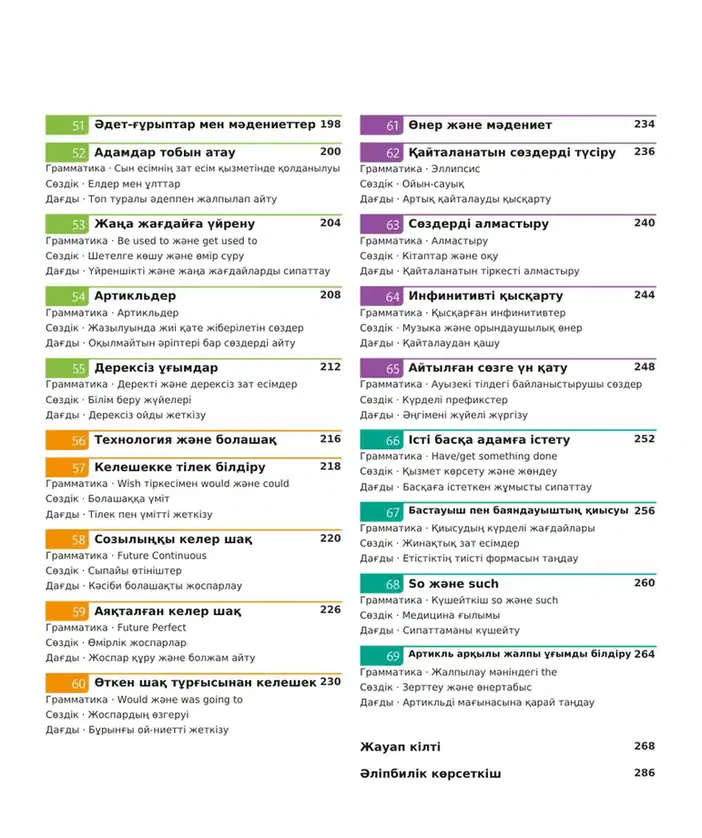 51 Әдет-ғұрыптар мен мәдениеттер 198
52 Адамдар тобын атау 200
Грамматика · Сын есімнің зат есім қызметінде қолданылуы
Сөздік · Елдер мен ұлттар
Дағды · Топ туралы әдеппен жалпылап айту
53 Жаңа жағдайға үйрену 204
Грамматика · Be used to және get used to
Сөздік · Шетелге көшу және өмір сүру
Дағды · Үйреншікті және жаңа жағдайларды сипаттау
54 Артикльдер 208
Грамматика · Артикльдер
Сөздік · Жазылуында жиі қате жіберілетін сөздер
Дағды · Оқылмайтын әріптері бар сөздерді айту
55 Дерексіз ұғымдар 212
Грамматика · Деректі және дерексіз зат есімдер
Сөздік · Білім беру жүйелері
Дағды · Дерексіз ойды жеткізу
56 Технология және болашақ 216
57 Келешекке тілек білдіру 218
Грамматика · Wish тіркесімен would және could
Сөздік · Болашаққа үміт
Дағды · Тілек пен үмітті жеткізу
58 Созылыңқы келер шақ 220
Грамматика · Future Continuous
Сөздік · Сыпайы өтініштер
Дағды · Кәсіби болашақты жоспарлау
59 Аяқталған келер шақ 226
Грамматика · Future Perfect
Сөздік · Өмірлік жоспарлар
Дағды · Жоспар құру және болжам айту
60 Өткен шақ тұрғысынан келешек 230
Грамматика · Would және was going to
Сөздік · Жоспардың өзгеруі
Дағды · Бұрынғы ой-ниетті жеткізу
61 Өнер және мәдениет 234
62 Қайталанатын сөздерді түсіру 236
Грамматика · Эллипсис
Сөздік · Ойын-сауық
Дағды · Артық қайталауды қысқарту
63 Сөздерді алмастыру 240
Грамматика · Алмастыру
Сөздік · Кітаптар және оқу
Дағды · Қайталанатын тіркесті алмастыру
64 Инфинитивті қысқарту 244
Грамматика · Қысқарған инфинитивтер
Сөздік · Музыка және орындаушылық өнер
Дағды · Қайталаудан қашу
65 Айтылған сөзге үн қату 248
Грамматика · Ауызекі тілдегі байланыстырушы сөздер
Сөздік · Күрделі префикстер
Дағды · Әңгімені жүйелі жүргізу
66 Істі басқа адамға істету 252
Грамматика · Have/get something done
Сөздік · Қызмет көрсету және жөндеу
Дағды · Басқаға істеткен жұмысты сипаттау
67 Бастауыш пен баяндауыштың қиысуы 256
Грамматика · Қиысудың күрделі жағдайлары
Сөздік · Жинақтық зат есімдер
Дағды · Етістіктің тиісті формасын таңдау
68 So және such 260
Грамматика · Күшейткіш so және such
Сөздік · Медицина ғылымы
Дағды · Сипаттаманы күшейту
69 Артикль арқылы жалпы ұғымды білдіру 264
Грамматика · Жалпылау мәніндегі the
Сөздік · Зерттеу және өнертабыс
Дағды · Артикльді мағынасына қарай таңдау
Жауап кілті 268
Әліпбилік көрсеткіш 286